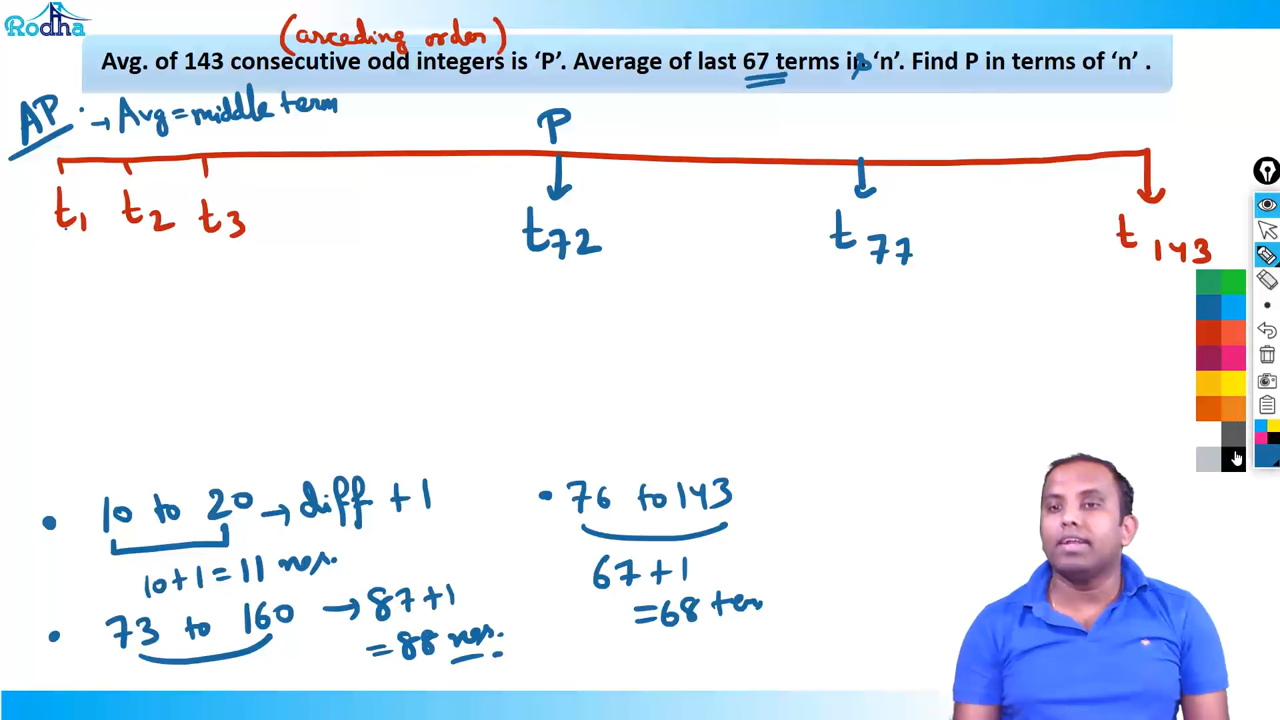 Rodha
(ascending order)
Avg. of 143 consecutive odd integers is ‘P’. Average of last 67 terms is ‘n’. Find P in terms of ‘n’ .
AP → Avg = middle term
P
t1 t2 t3 t72 t77 t143
• 10 to 20 → diff + 1
10+1 = 11 nos.
• 73 to 160 → 87+1
= 88 nos.
• 76 to 143
67+1
= 68 ter